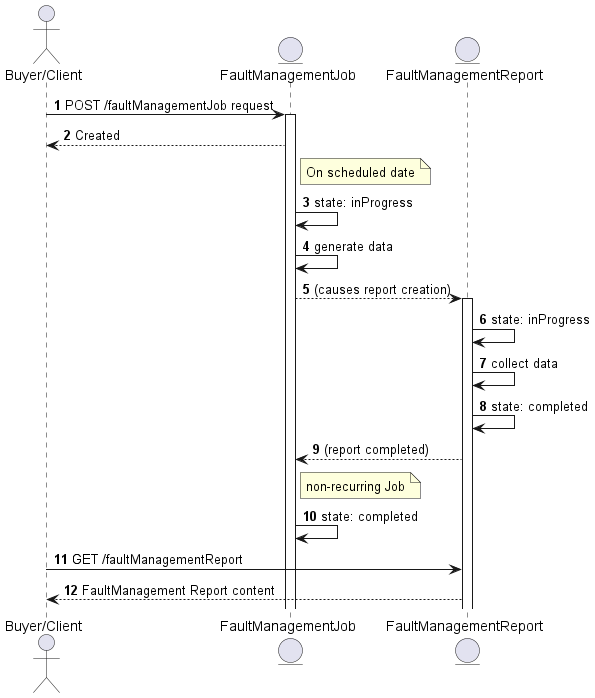 Buyer/Client
FaultManagementJob
FaultManagementReport
1 POST /faultManagementJob request
2 Created
On scheduled date
3 state: inProgress
4 generate data
5 (causes report creation)
6 state: inProgress
7 collect data
8 state: completed
9 (report completed)
non-recurring Job
10 state: completed
11 GET /faultManagementReport
12 FaultManagement Report content
Buyer/Client
FaultManagementJob
FaultManagementReport